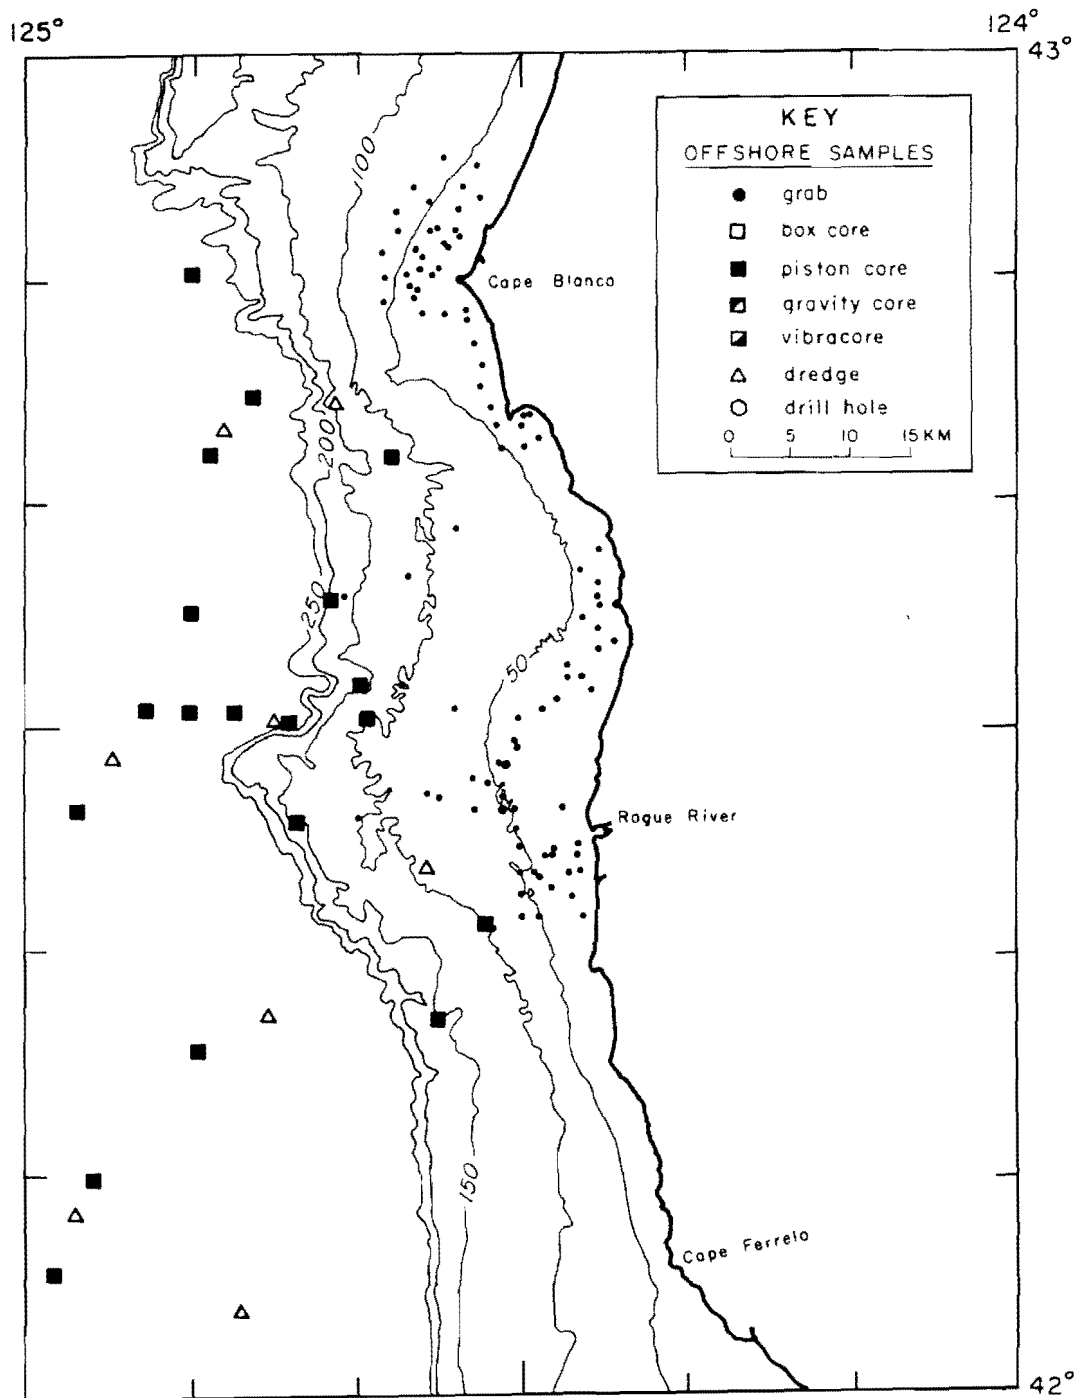 125°
124°
43°
KEY
OFFSHORE SAMPLES
grab
box core
piston core
gravity core
vibracore
dredge
drill hole
0 5 10 15 KM
100
Cape Blanco
200
250
50
Rogue River
150
Cape Ferrelo
42°